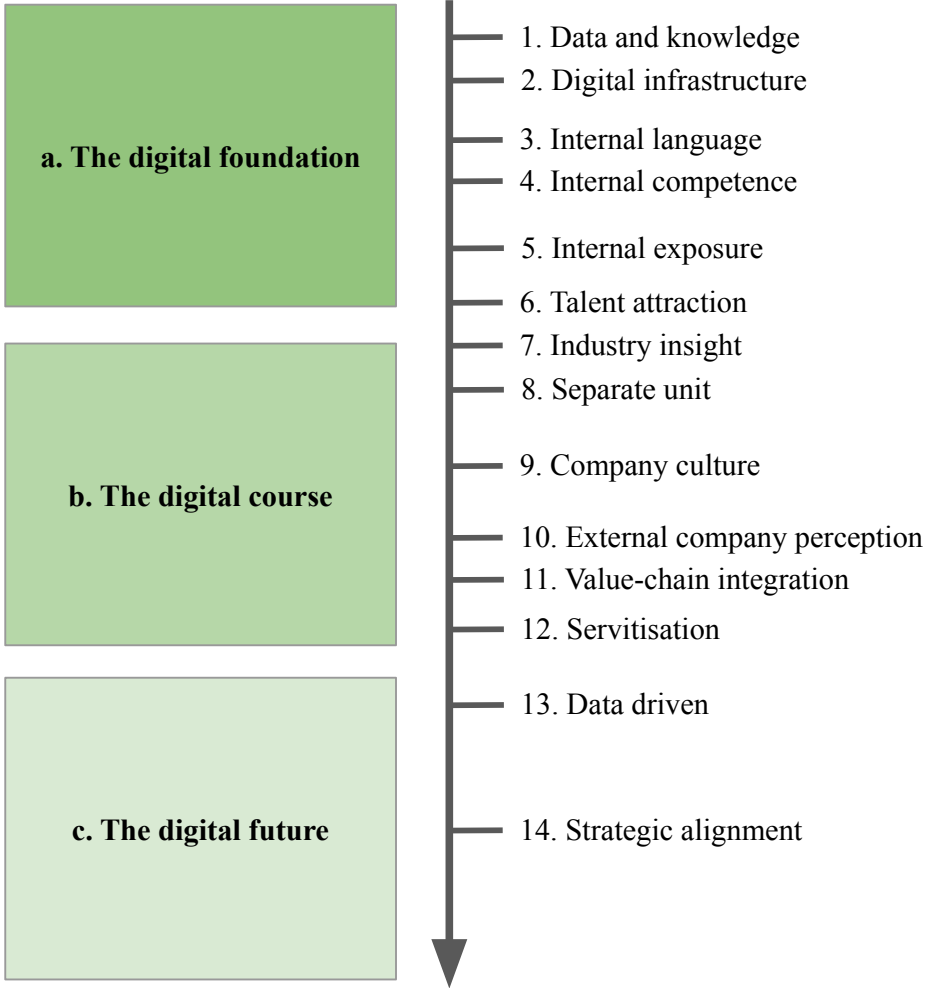 a. The digital foundation
b. The digital course
c. The digital future
1. Data and knowledge
2. Digital infrastructure
3. Internal language
4. Internal competence
5. Internal exposure
6. Talent attraction
7. Industry insight
8. Separate unit
9. Company culture
10. External company perception
11. Value-chain integration
12. Servitisation
13. Data driven
14. Strategic alignment